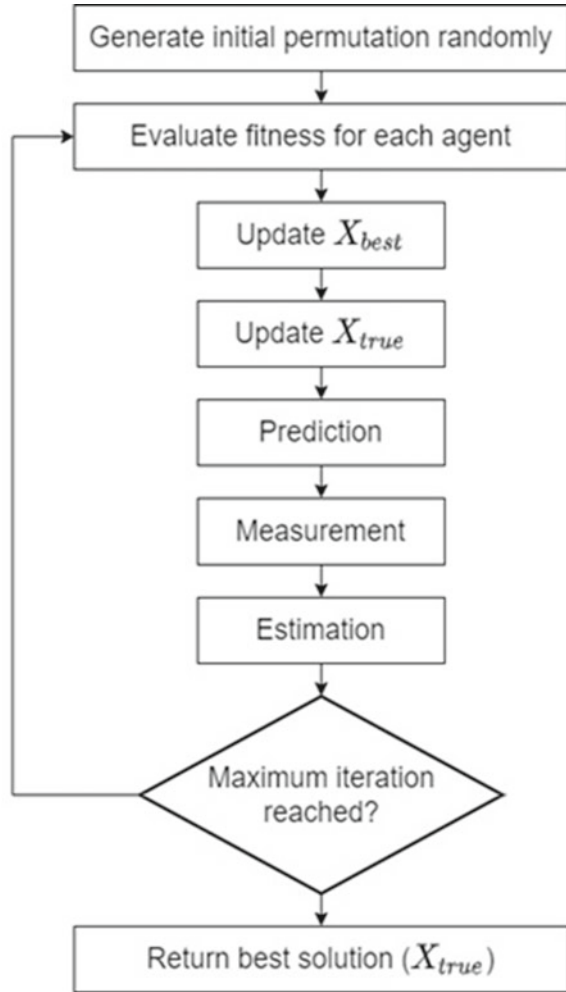 Generate initial permutation randomly
Evaluate fitness for each agent
Update X_best
Update X_true
Prediction
Measurement
Estimation
Maximum iteration
reached?
Return best solution (X_true)